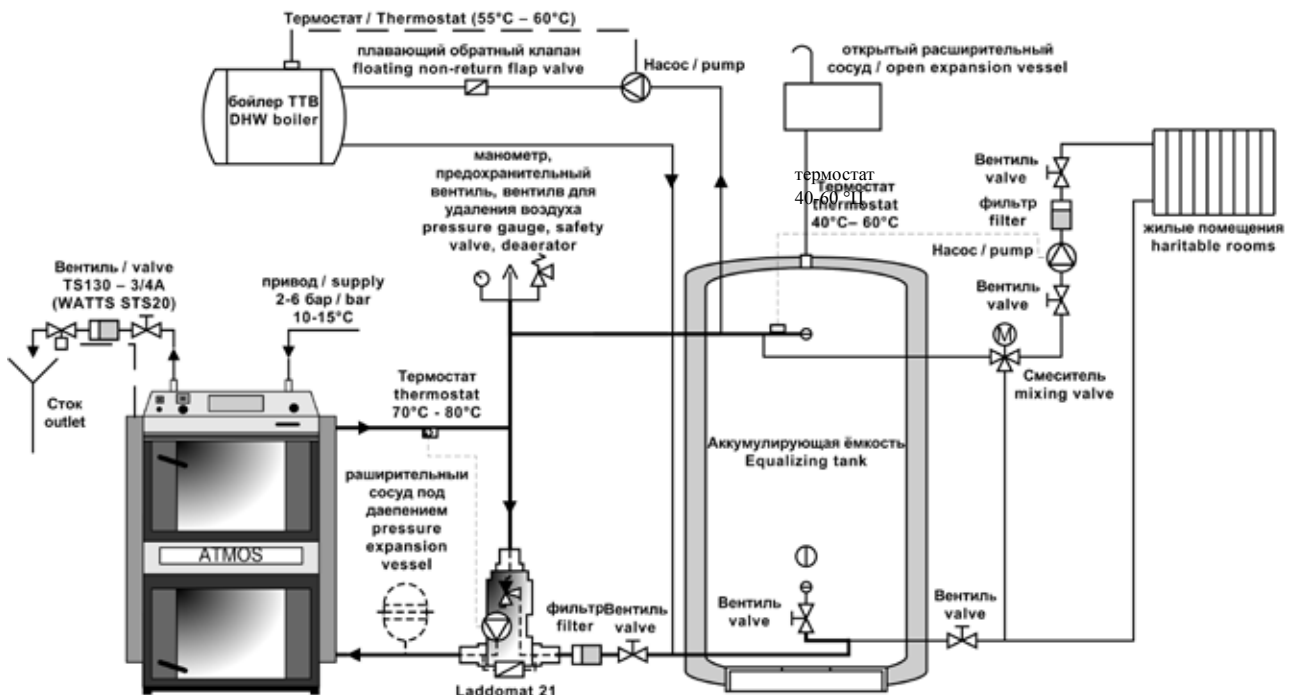 Термостат / Thermostat (55°C – 60°C)
плавающий обратный клапан
floating non-return flap valve
Насос / pump
открытый расширительный
сосуд / open expansion vessel
бойлер ТТВ
DHW boiler
манометр,
предохранительный
вентиль, вентилв для
удаления воздуха
pressure gauge, safety
valve, deaerator
термостат
40-60 °Ц
Термостат
thermostat
40°C– 60°C
Вентиль
valve
фильтр
filter
Насос / pump
Вентиль
valve
жилые помещения
haritable rooms
Вентиль / valve
TS130 – 3/4A
(WATTS STS20)
привод / supply
2-6 бар / bar
10-15°C
Сток
outlet
Термостат
thermostat
70°C - 80°C
M
Смеситель
mixing valve
Аккумулирующая ёмкость
Equalizing tank
раширительный
сосуд под
даепением
pressure
expansion
vessel
ATMOS
фильтр
filter
Вентиль
valve
Вентиль
valve
Вентиль
valve
Laddomat 21